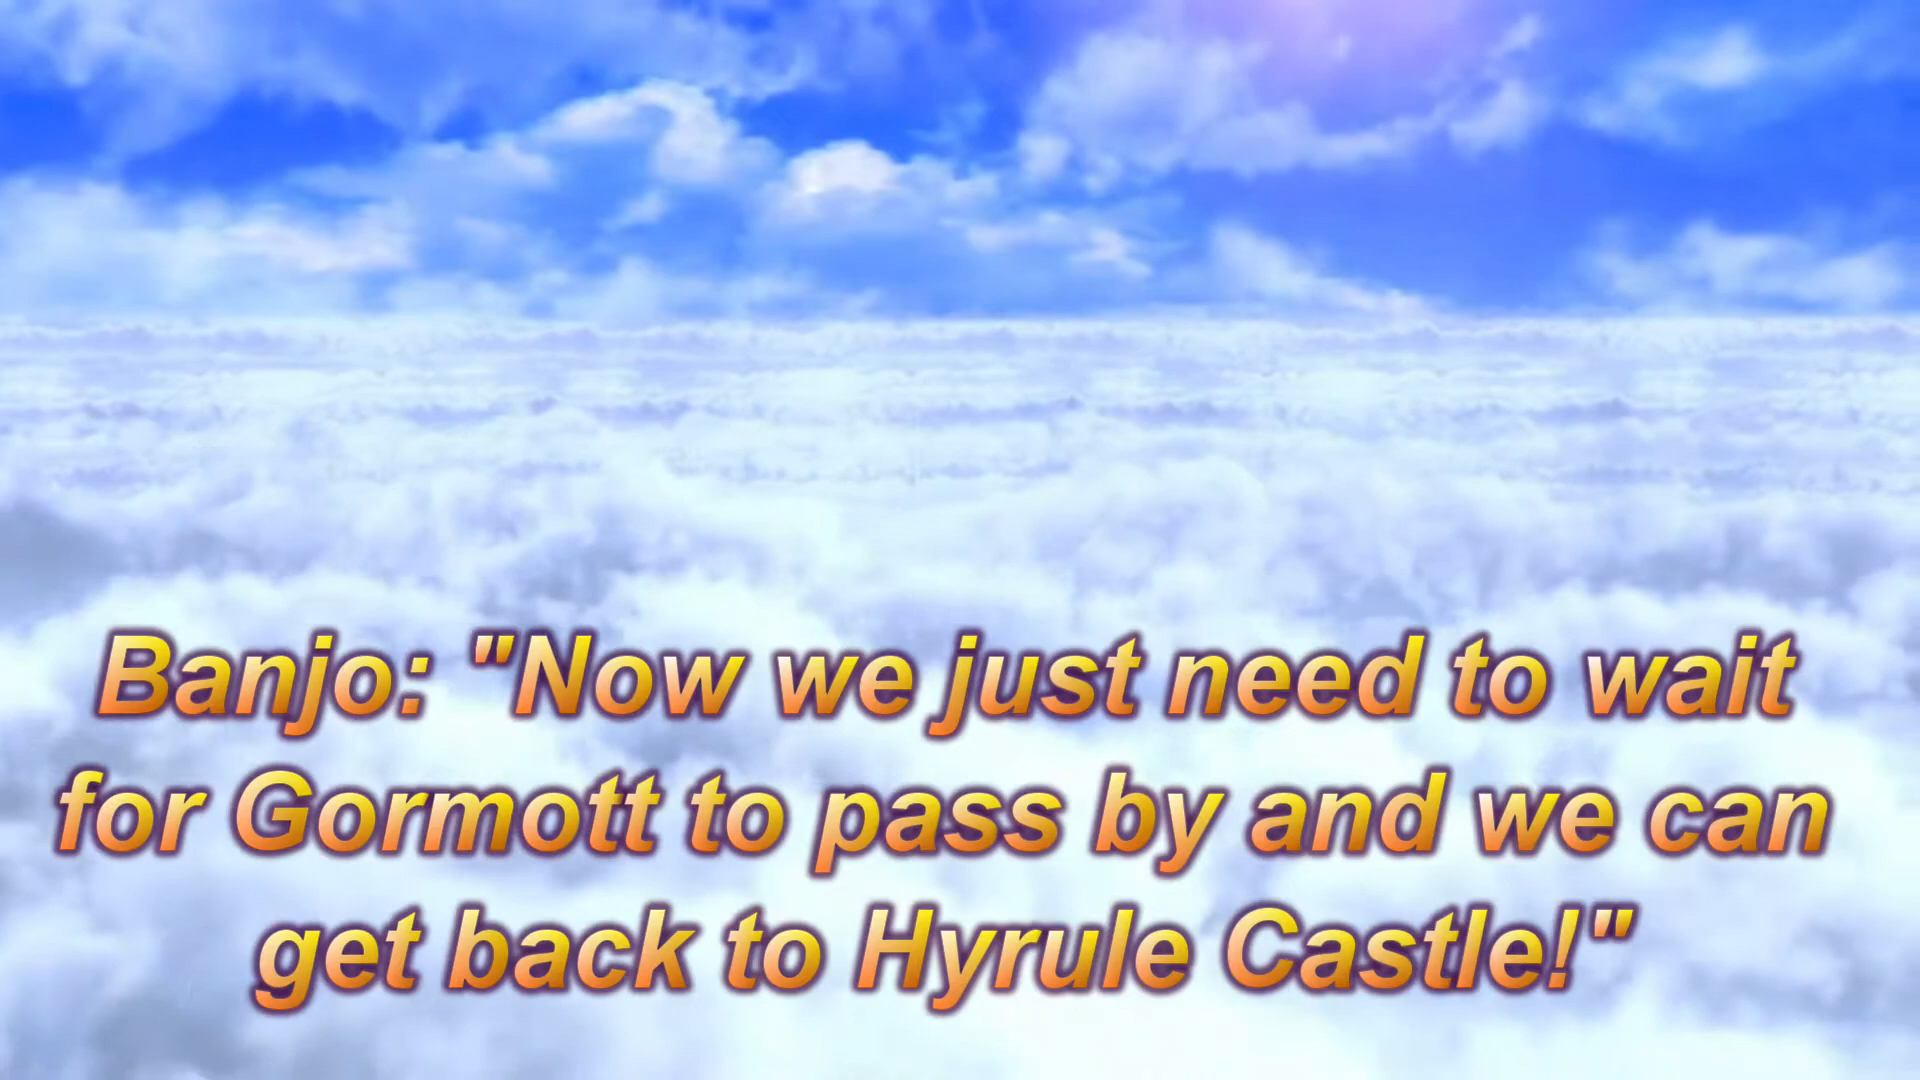 Banjo: "Now we just need to wait
for Gormott to pass by and we can
get back to Hyrule Castle!"